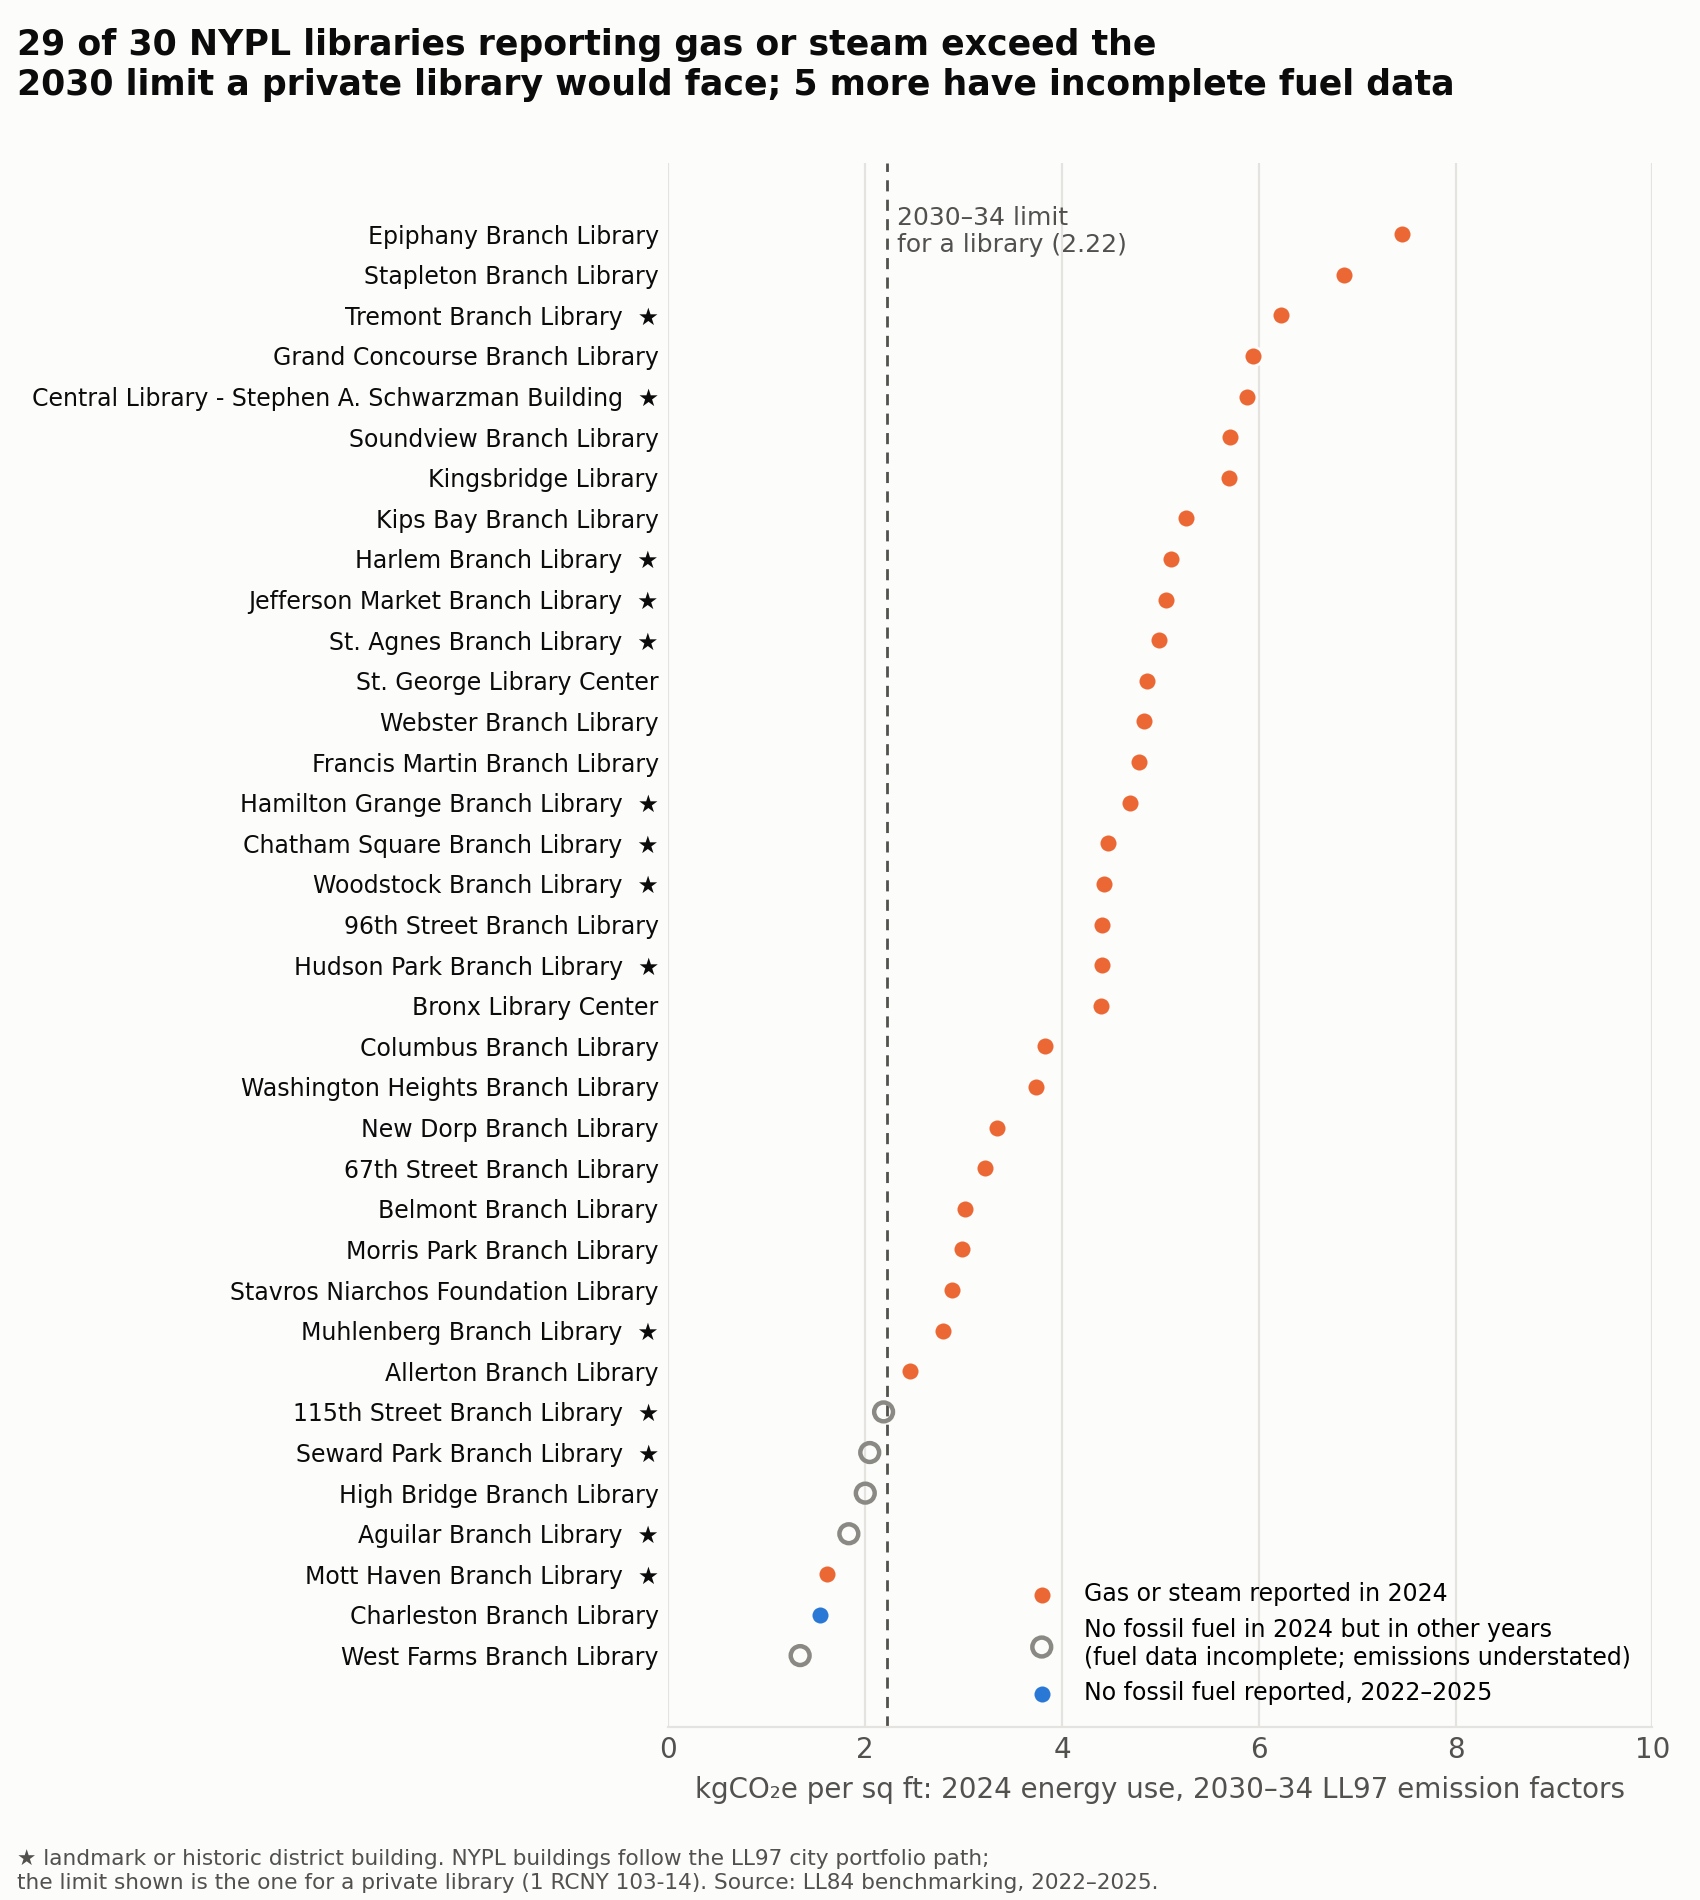 29 of 30 NYPL libraries reporting gas or steam exceed the
2030 limit a private library would face; 5 more have incomplete fuel data
2030–34 limit
for a library (2.22)
Epiphany Branch Library
Stapleton Branch Library
Tremont Branch Library ★
Grand Concourse Branch Library
Central Library - Stephen A. Schwarzman Building ★
Soundview Branch Library
Kingsbridge Library
Kips Bay Branch Library
Harlem Branch Library ★
Jefferson Market Branch Library ★
St. Agnes Branch Library ★
St. George Library Center
Webster Branch Library
Francis Martin Branch Library
Hamilton Grange Branch Library ★
Chatham Square Branch Library ★
Woodstock Branch Library ★
96th Street Branch Library
Hudson Park Branch Library ★
Bronx Library Center
Columbus Branch Library
Washington Heights Branch Library
New Dorp Branch Library
67th Street Branch Library
Belmont Branch Library
Morris Park Branch Library
Stavros Niarchos Foundation Library
Muhlenberg Branch Library ★
Allerton Branch Library
115th Street Branch Library ★
Seward Park Branch Library ★
High Bridge Branch Library
Aguilar Branch Library ★
Mott Haven Branch Library ★
Charleston Branch Library
West Farms Branch Library
Gas or steam reported in 2024
No fossil fuel in 2024 but in other years
(fuel data incomplete; emissions understated)
No fossil fuel reported, 2022–2025
0 2 4 6 8 10
kgCO₂e per sq ft: 2024 energy use, 2030–34 LL97 emission factors
★ landmark or historic district building. NYPL buildings follow the LL97 city portfolio path;
the limit shown is the one for a private library (1 RCNY 103-14). Source: LL84 benchmarking, 2022–2025.